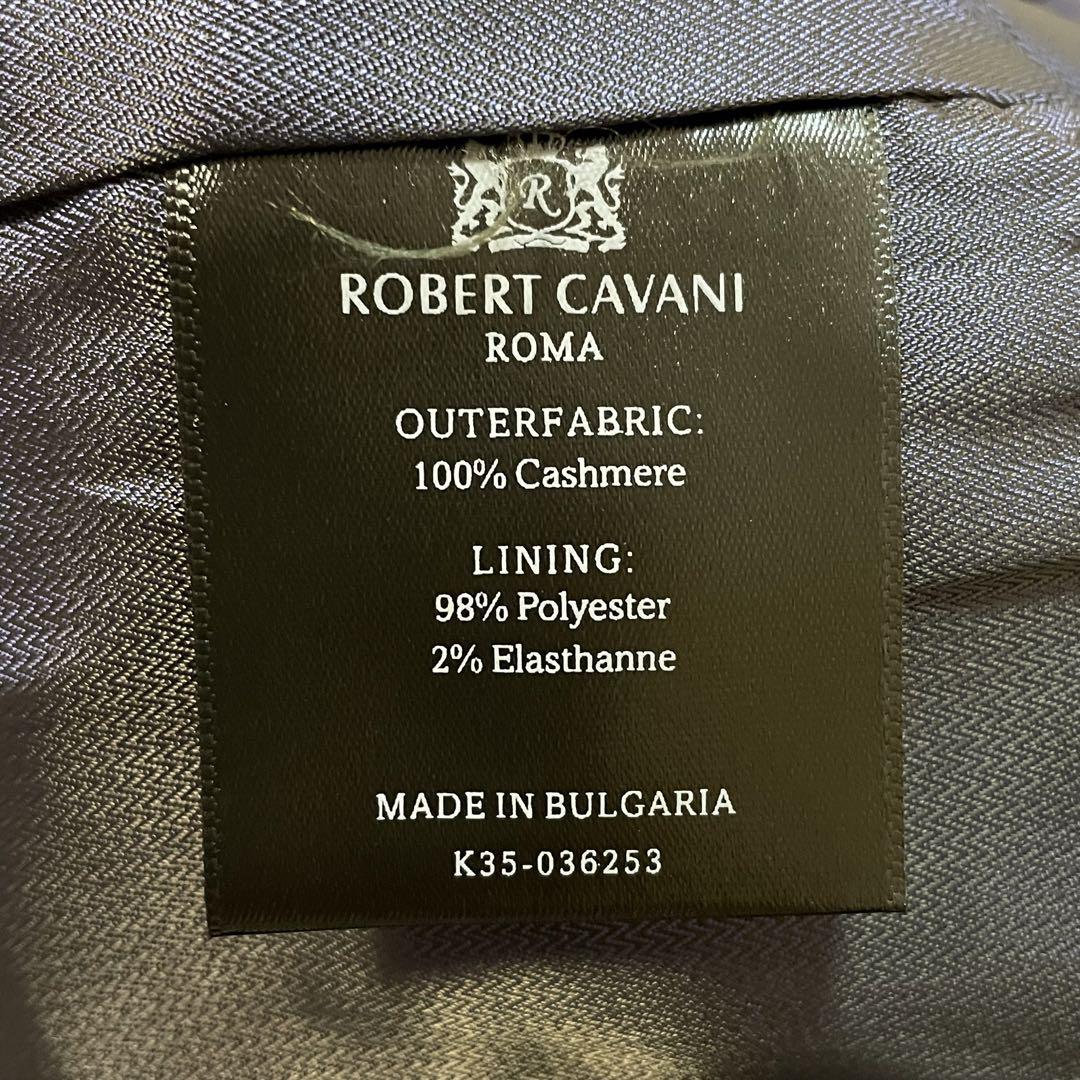 R
ROBERT CAVANI
ROMA
OUTERFABRIC:
100% Cashmere
LINING:
98% Polyester
2% Elasthanne
MADE IN BULGARIA
K35-036253